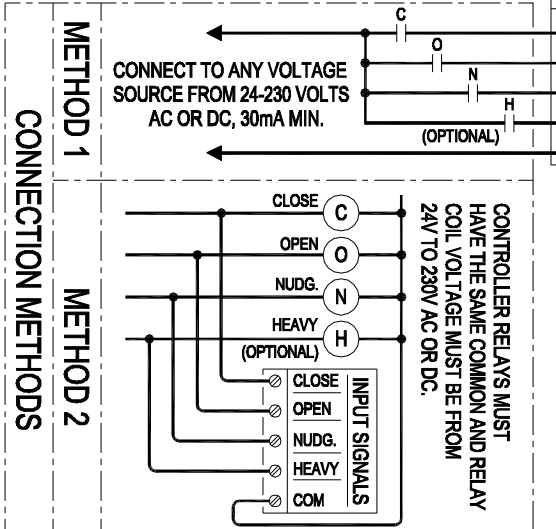 CONNECTION METHODS
METHOD 1
CONNECT TO ANY VOLTAGE
SOURCE FROM 24-230 VOLTS
AC OR DC, 30mA MIN.
C
O
N
H
(OPTIONAL)
METHOD 2
CLOSE
C
OPEN
O
NUDG.
N
HEAVY
H
(OPTIONAL)
CLOSE
OPEN
NUDG.
HEAVY
COM
INPUT SIGNALS
CONTROLLER RELAYS MUST
HAVE THE SAME COMMON AND RELAY
COIL VOLTAGE MUST BE FROM
24V TO 230V AC OR DC.